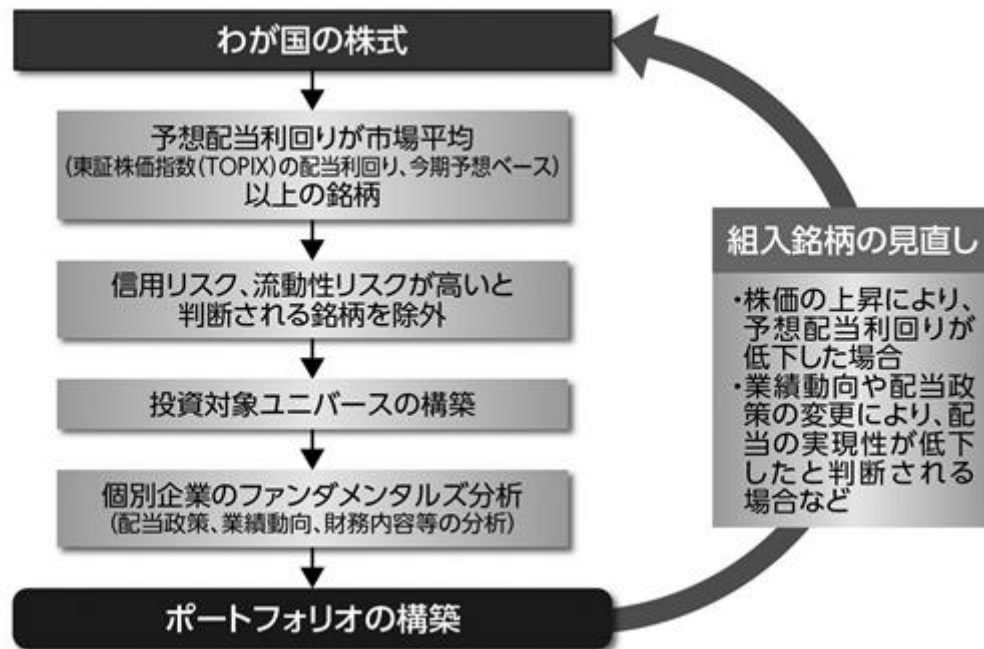 わが国の株式
予想配当利回りが市場平均
(東証株価指数(TOPIX)の配当利回り、今期予想ベース)
以上の銘柄
信用リスク、流動性リスクが高いと
判断される銘柄を除外
投資対象ユニバースの構築
個別企業のファンダメンタルズ分析
(配当政策、業績動向、財務内容等の分析)
ポートフォリオの構築
組入銘柄の見直し
・株価の上昇により、
予想配当利回りが
低下した場合
・業績動向や配当政
策の変更により、配
当の実現性が低下
したと判断される
場合など